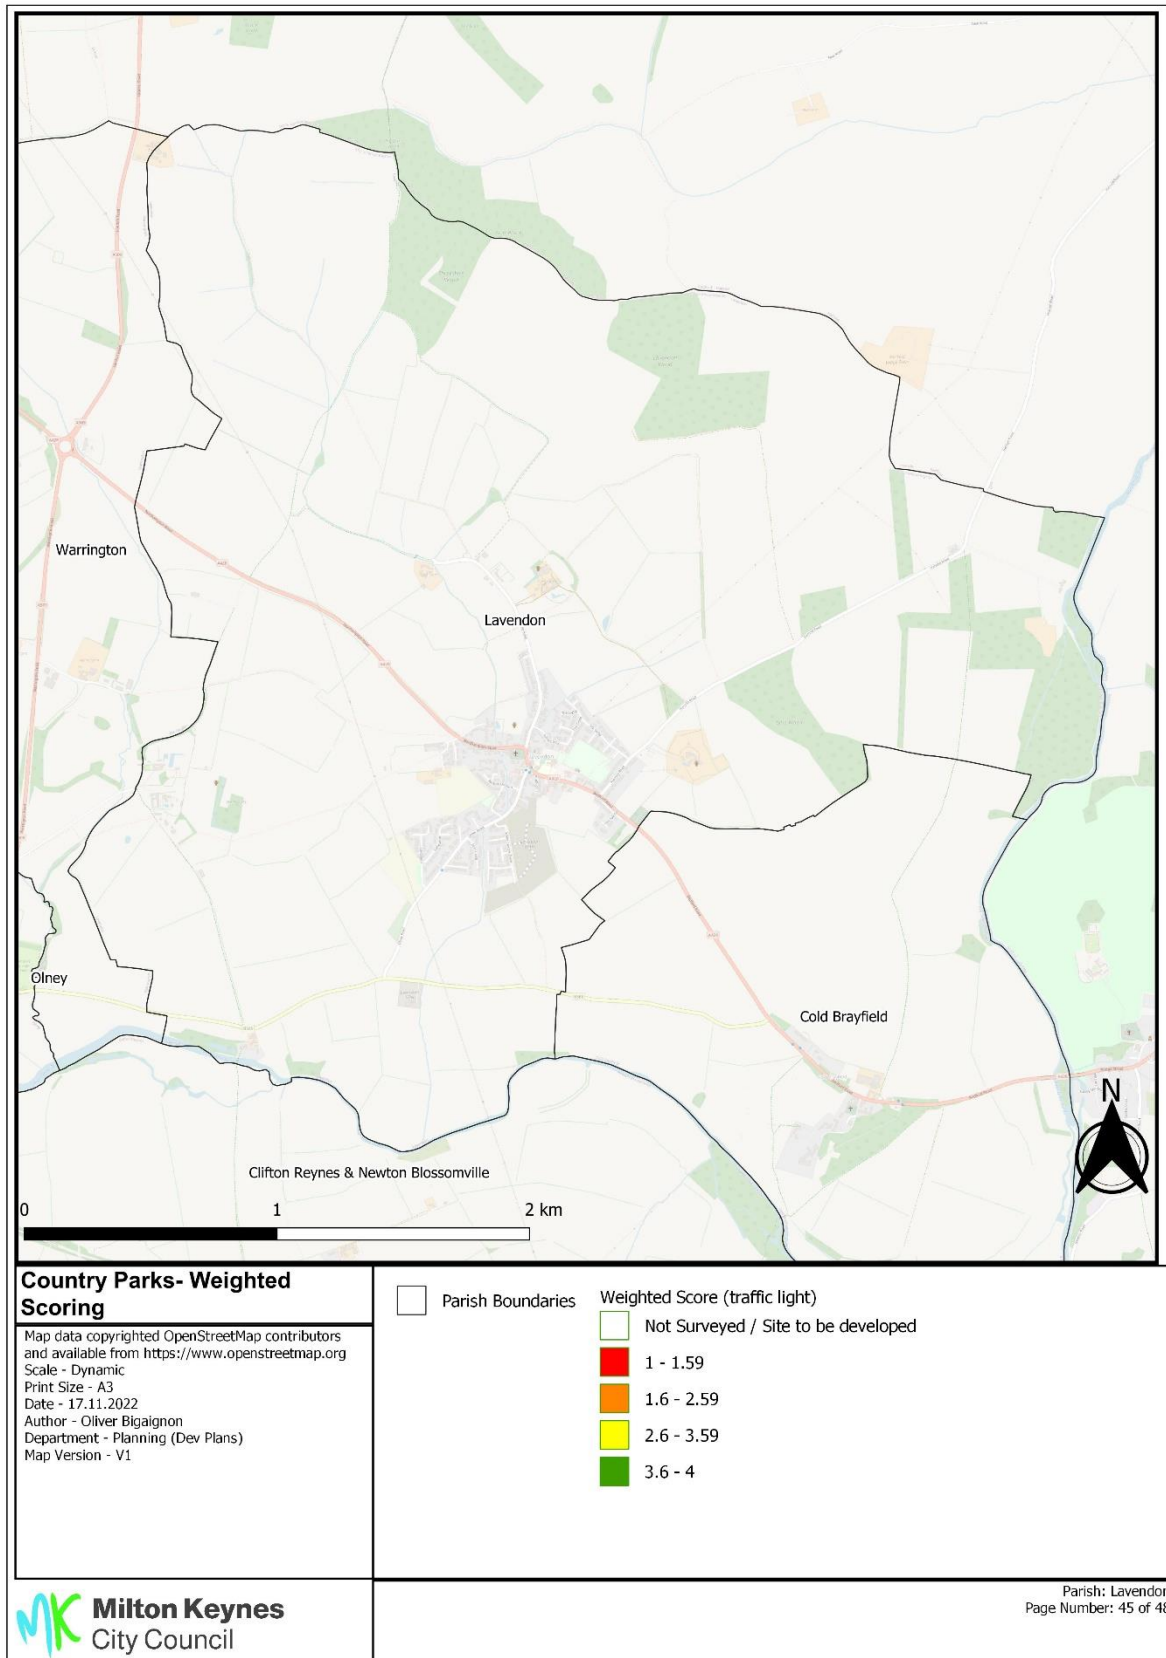 Warrington
Lavendon
Olney
Cold Brayfield
N
Clifton Reynes & Newton Blossomville
0 1 2 km
Country Parks- Weighted
Scoring
Map data copyrighted OpenStreetMap contributors
and available from https://www.openstreetmap.org
Scale - Dynamic
Print Size - A3
Date - 17.11.2022
Author - Oliver Bigaignon
Department - Planning (Dev Plans)
Map Version - V1
Parish Boundaries
Weighted Score (traffic light)
Not Surveyed / Site to be developed
1 - 1.59
1.6 - 2.59
2.6 - 3.59
3.6 - 4
MK Milton Keynes
City Council
Parish: Lavendon
Page Number: 45 of 48